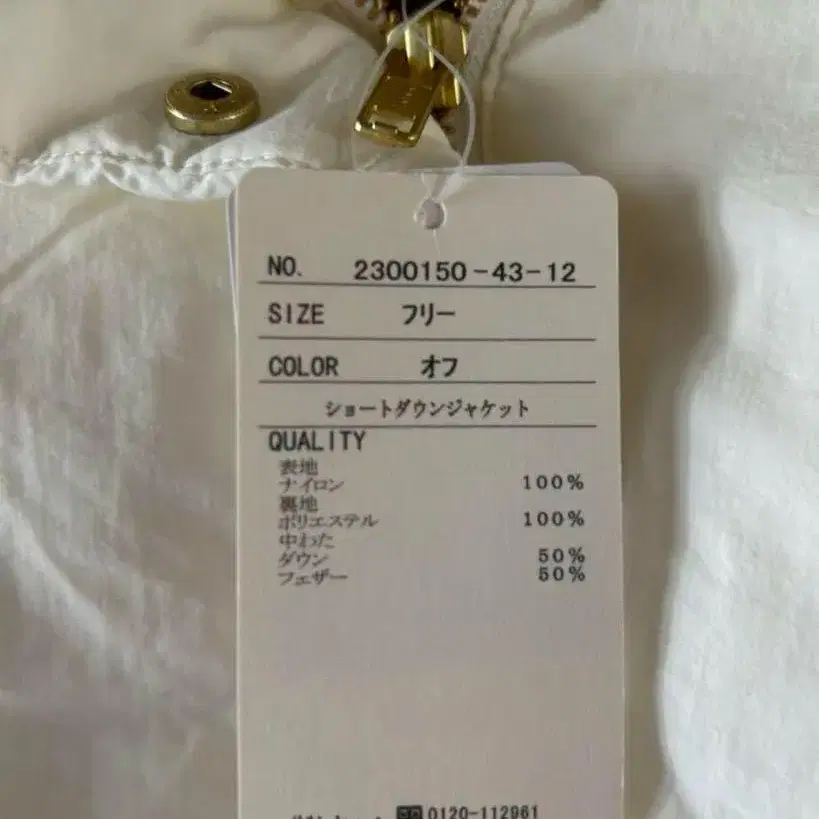 NO. 2300150-43-12
SIZE フリー
COLOR オフ
ショートダウンジャケット
QUALITY
表地
ナイロン 100%
裏地
ポリエステル 100%
中わた
ダウン 50%
フェザー 50%
0120-112961